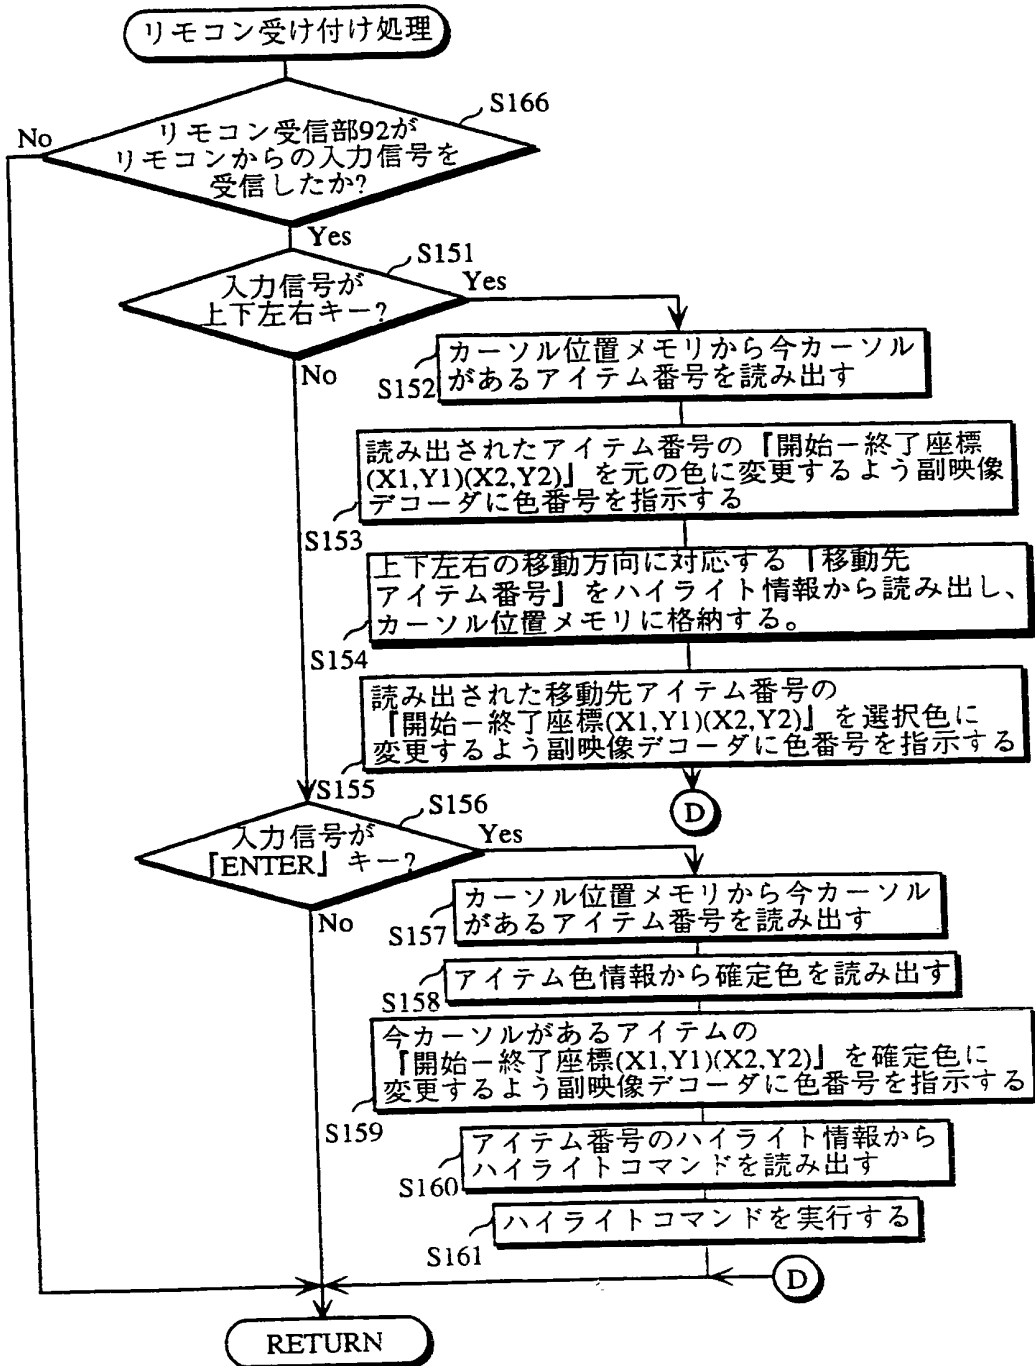 リモコン受け付け処理
S166
No
リモコン受信部92が
リモコンからの入力信号を
受信したか?
Yes
S151
入力信号が
上下左右キー?
Yes
No
カーソル位置メモリから今カーソル
があるアイテム番号を読み出す
S152
読み出されたアイテム番号の『開始－終了座標
(X1,Y1)(X2,Y2)』を元の色に変更するよう副映像
デコーダに色番号を指示する
S153
上下左右の移動方向に対応する『移動先
アイテム番号』をハイライト情報から読み出し、
カーソル位置メモリに格納する。
S154
読み出された移動先アイテム番号の
『開始－終了座標(X1,Y1)(X2,Y2)』を選択色に
変更するよう副映像デコーダに色番号を指示する
S155
D
S156
入力信号が
『ENTER』キー?
Yes
No
カーソル位置メモリから今カーソル
があるアイテム番号を読み出す
S157
アイテム色情報から確定色を読み出す
S158
今カーソルがあるアイテムの
『開始－終了座標(X1,Y1)(X2,Y2)』を確定色に
変更するよう副映像デコーダに色番号を指示する
S159
アイテム番号のハイライト情報から
ハイライトコマンドを読み出す
S160
ハイライトコマンドを実行する
S161
D
RETURN